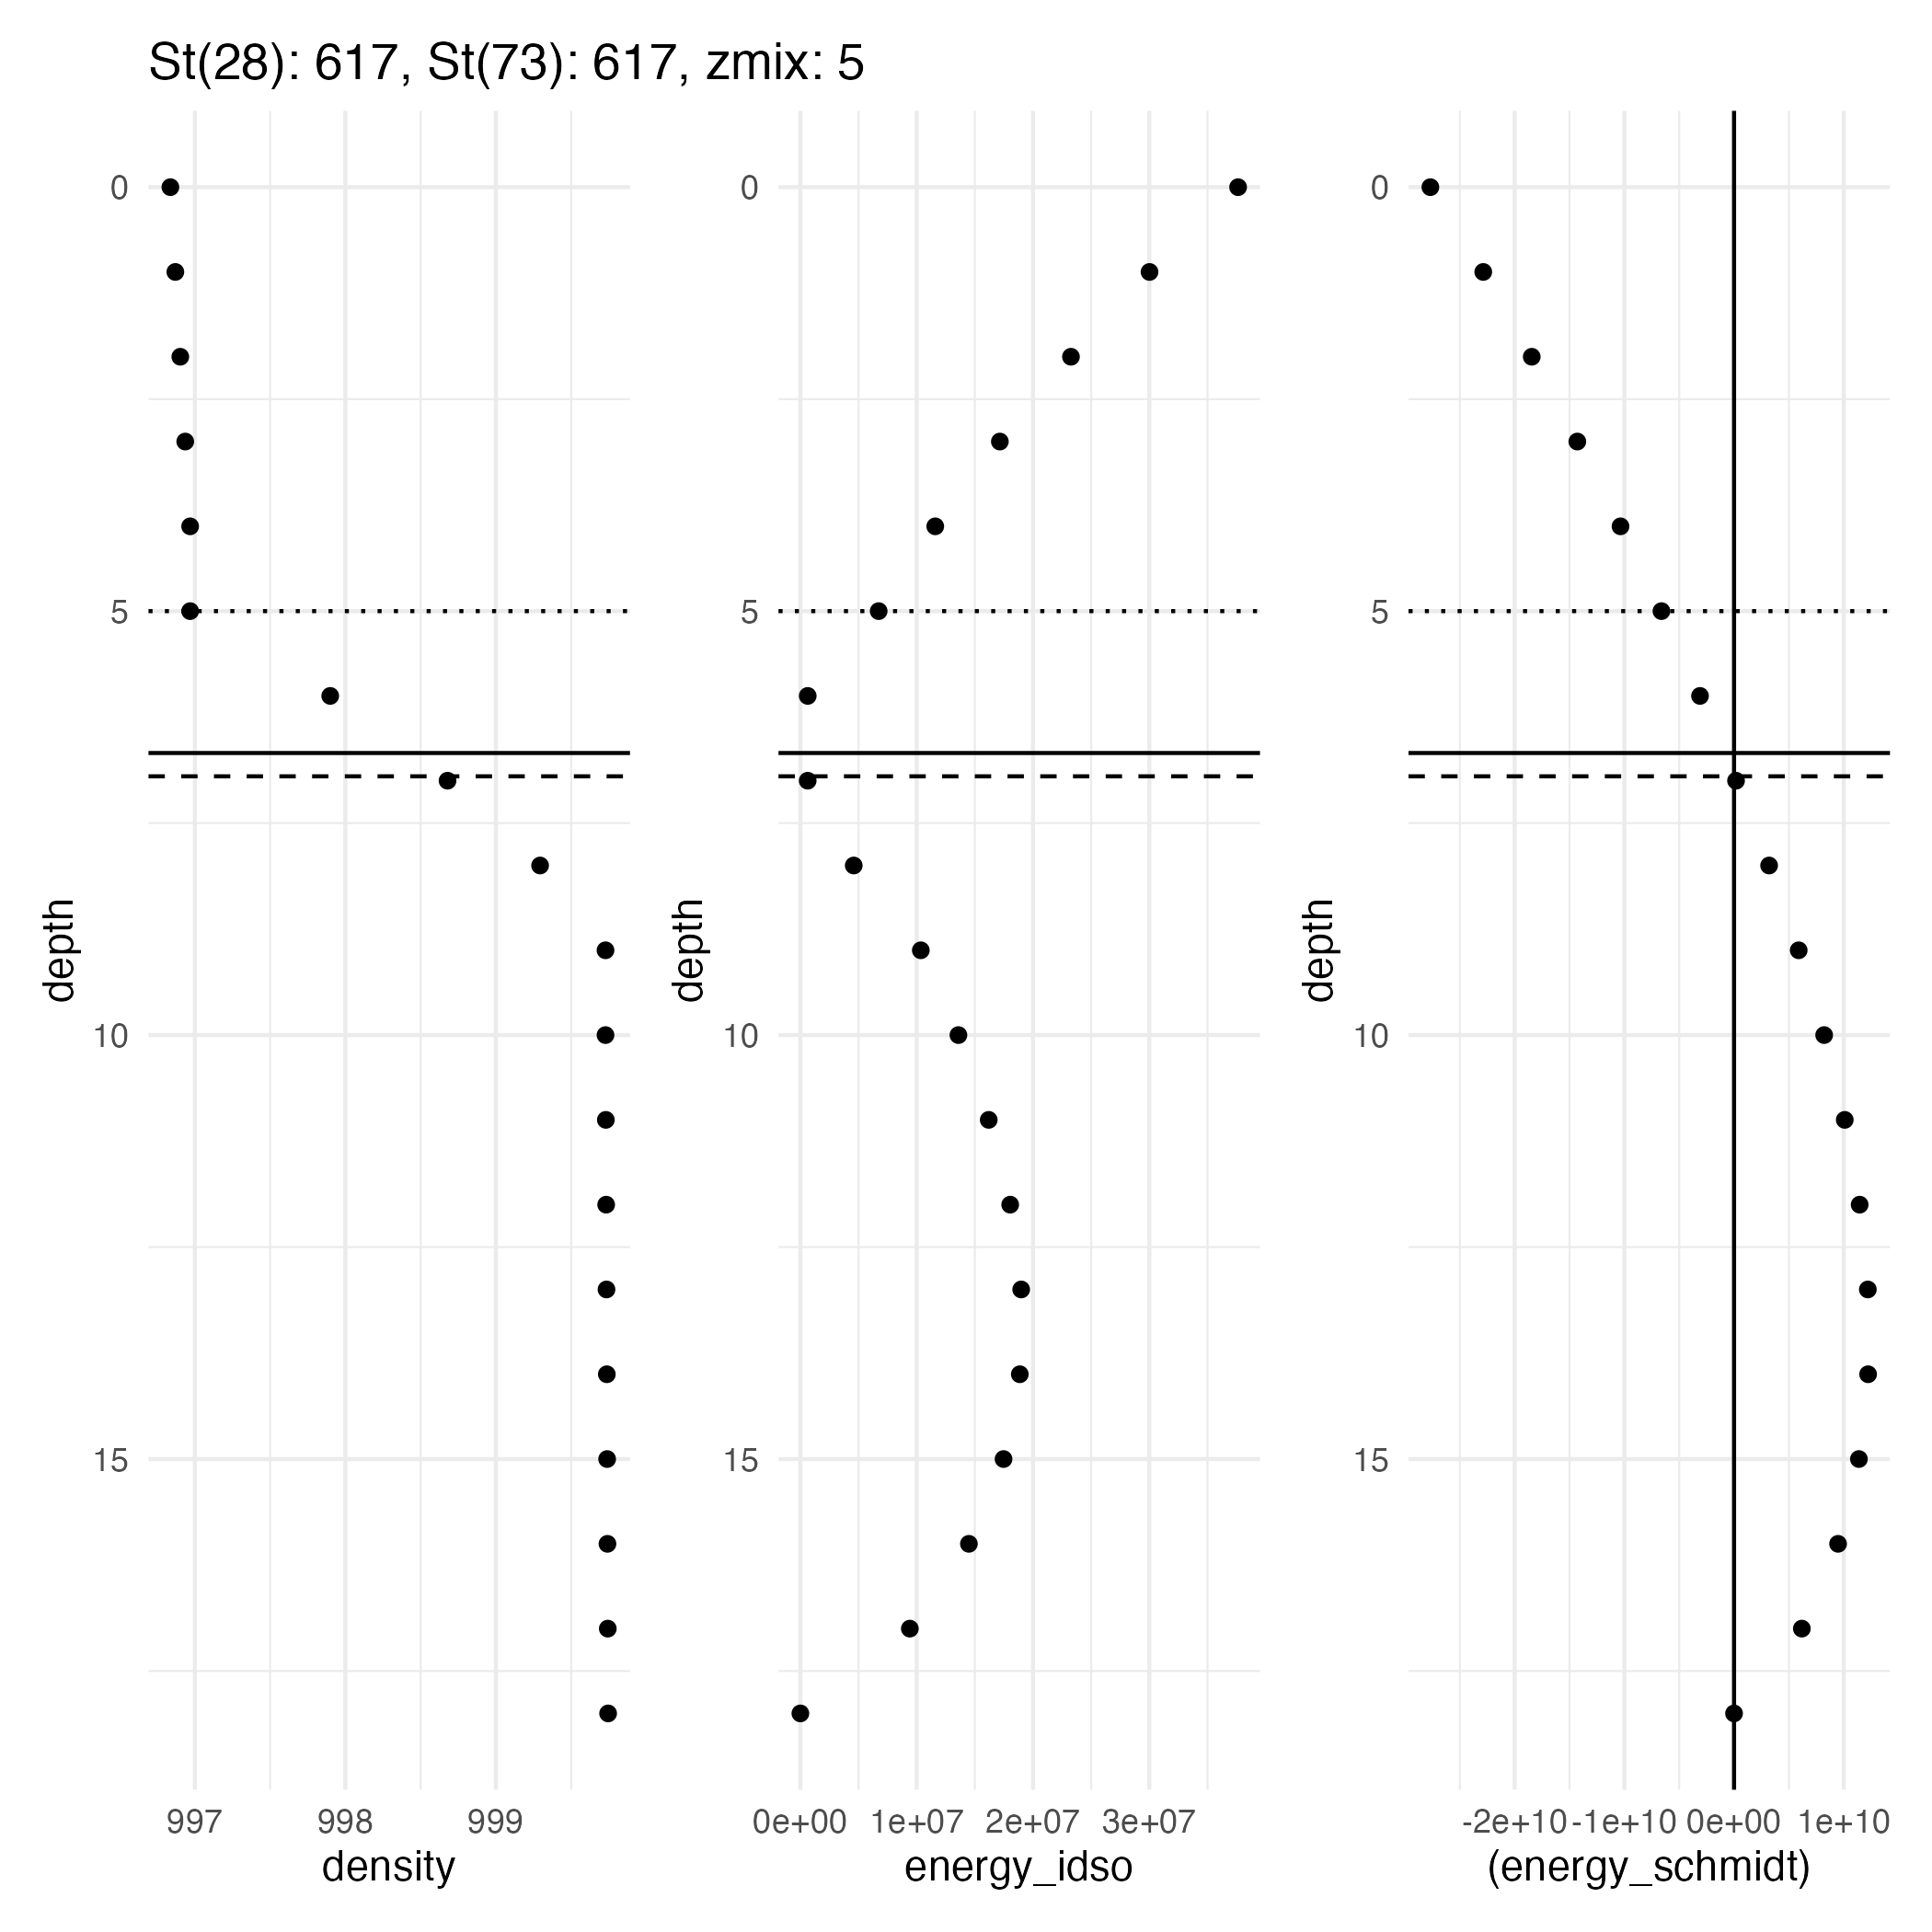 St(28): 617, St(73): 617, zmix: 5
0
5
10
15
depth
997 998 999
density
0
5
10
15
depth
0e+00 1e+07 2e+07 3e+07
energy_idso
0
5
10
15
depth
-2e+10 -1e+10 0e+00 1e+10
(energy_schmidt)